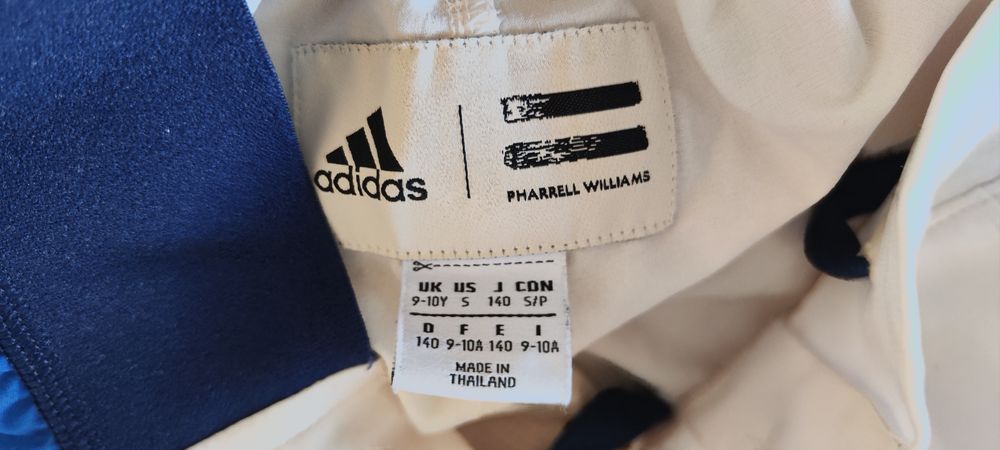 adidas
PHARRELL WILLIAMS
UK US J CDN
9-10Y S 140 S/P
D F E I
140 9-10A 140 9-10A
MADE IN
THAILAND